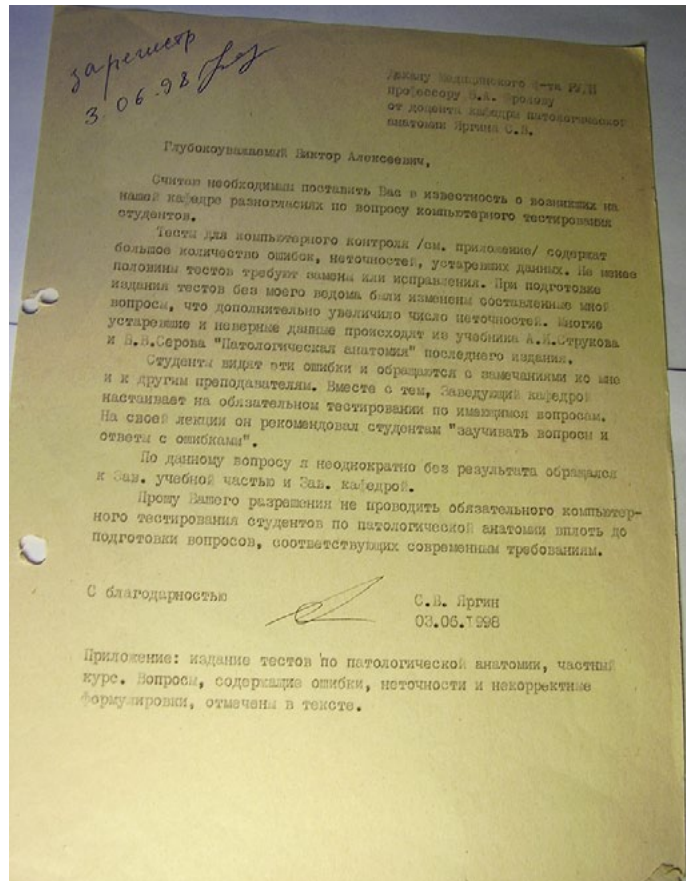 зарегистр
3.06.98
Декану Медицинского ф-та РУДН
профессору В.А. Фролову
от доцента кафедры патологической
анатомии Яргина С.В.
Глубокоуважаемый Виктор Алексеевич,
Считаю необходимым поставить Вас в известность о возникших на
нашей кафедре разногласиях по вопросу компьютерного тестирования
студентов.
Тесты для компьютерного контроля /см. приложение/ содержат
большое количество ошибок, неточностей, устаревших данных. Не менее
половины тестов требуют замены или исправления. При подготовке
издания тестов без моего ведома были изменены составленные мной
вопросы, что дополнительно увеличило число неточностей. Многие
устаревшие и неверные данные происходят из учебника А.И.Струкова
и В.В.Серова "Патологическая анатомия" последнего издания.
Студенты видят эти ошибки и обращаются с замечаниями ко мне
и к другим преподавателям. Вместе с тем, Заведующий кафедрой
настаивает на обязательном тестировании по имеющимся вопросам.
На своей лекции он рекомендовал студентам "заучивать вопросы и
ответы с ошибками".
По данному вопросу я неоднократно без результата обращался
к Зав. учебной частью и Зав. кафедрой.
Прошу Вашего разрешения не проводить обязательного компьютер-
ного тестирования студентов по патологической анатомии вплоть до
подготовки вопросов, соответствующих современным требованиям.
С благодарностью
С.В. Яргин
03.06.1998
Приложение: издание тестов по патологической анатомии, частный
курс. Вопросы, содержащие ошибки, неточности и некорректные
формулировки, отмечены в тексте.